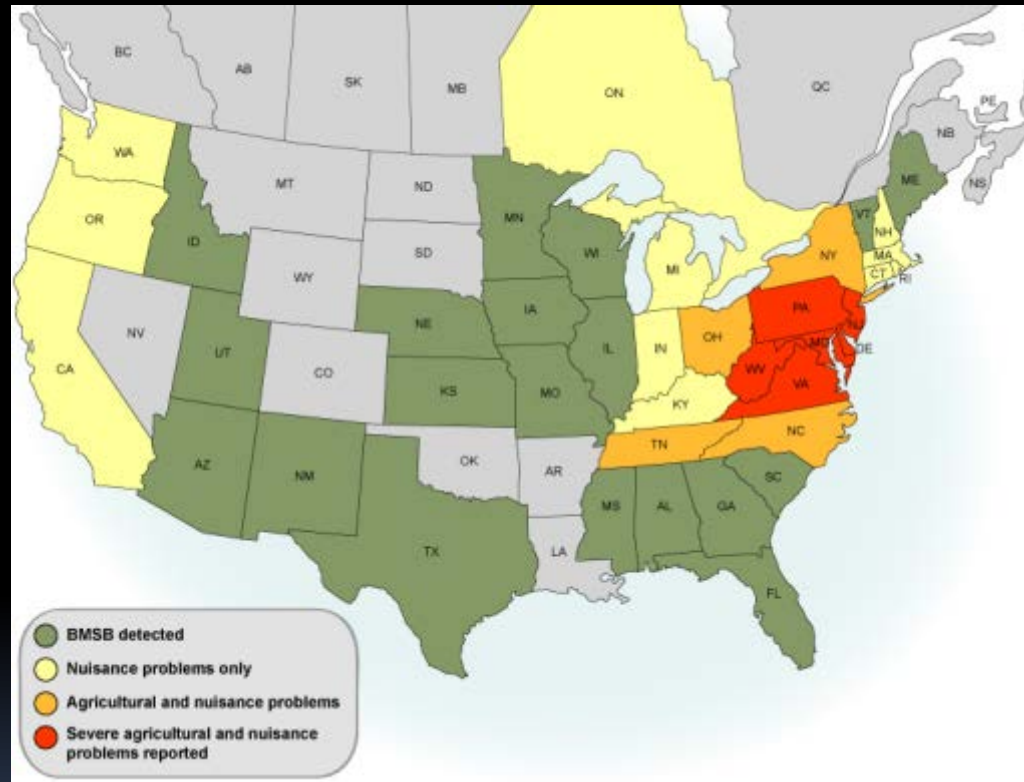 BC
AB
SK
MB
ON
QC
PE
NB
NS
WA
MT
ND
MN
ME
VT
NH
OR
ID
SD
WI
MI
NY
MA
CT
RI
WY
IA
PA
NJ
NV
UT
NE
IL
IN
OH
MD
DE
CA
CO
KS
MO
WV
VA
KY
AZ
NM
OK
AR
TN
NC
TX
LA
MS
AL
GA
SC
FL
BMSB detected
Nuisance problems only
Agricultural and nuisance problems
Severe agricultural and nuisance
problems reported